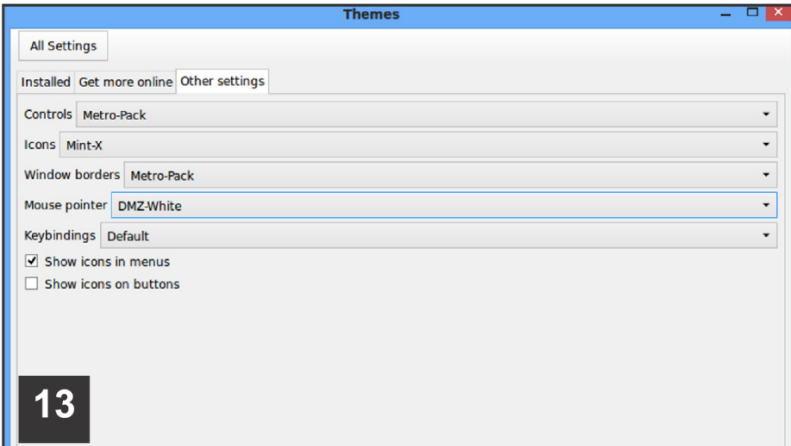 Themes
All Settings
Installed Get more online Other settings
Controls Metro-Pack
Icons Mint-X
Window borders Metro-Pack
Mouse pointer DMZ-White
Keybindings Default
Show icons in menus
Show icons on buttons
13